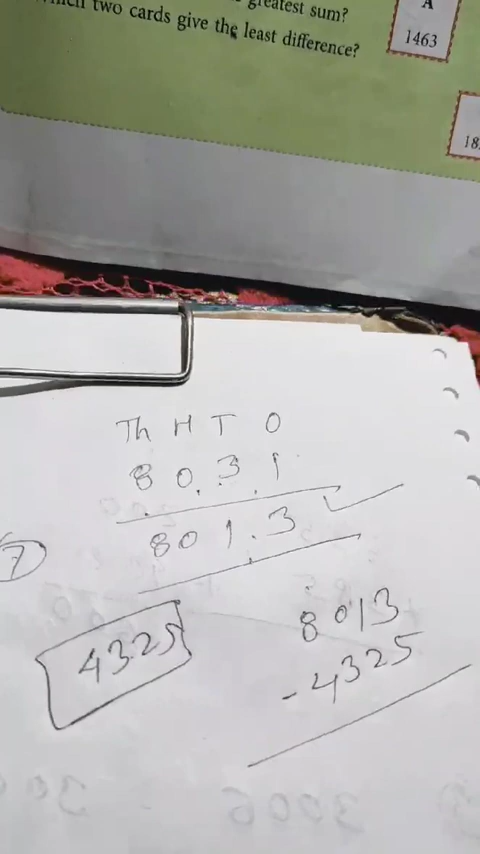 greatest sum?
two cards give the least difference?
A
1463
18
Th H T O
8 0 3 1
8 0 1 3
7
4325
8013
- 4325